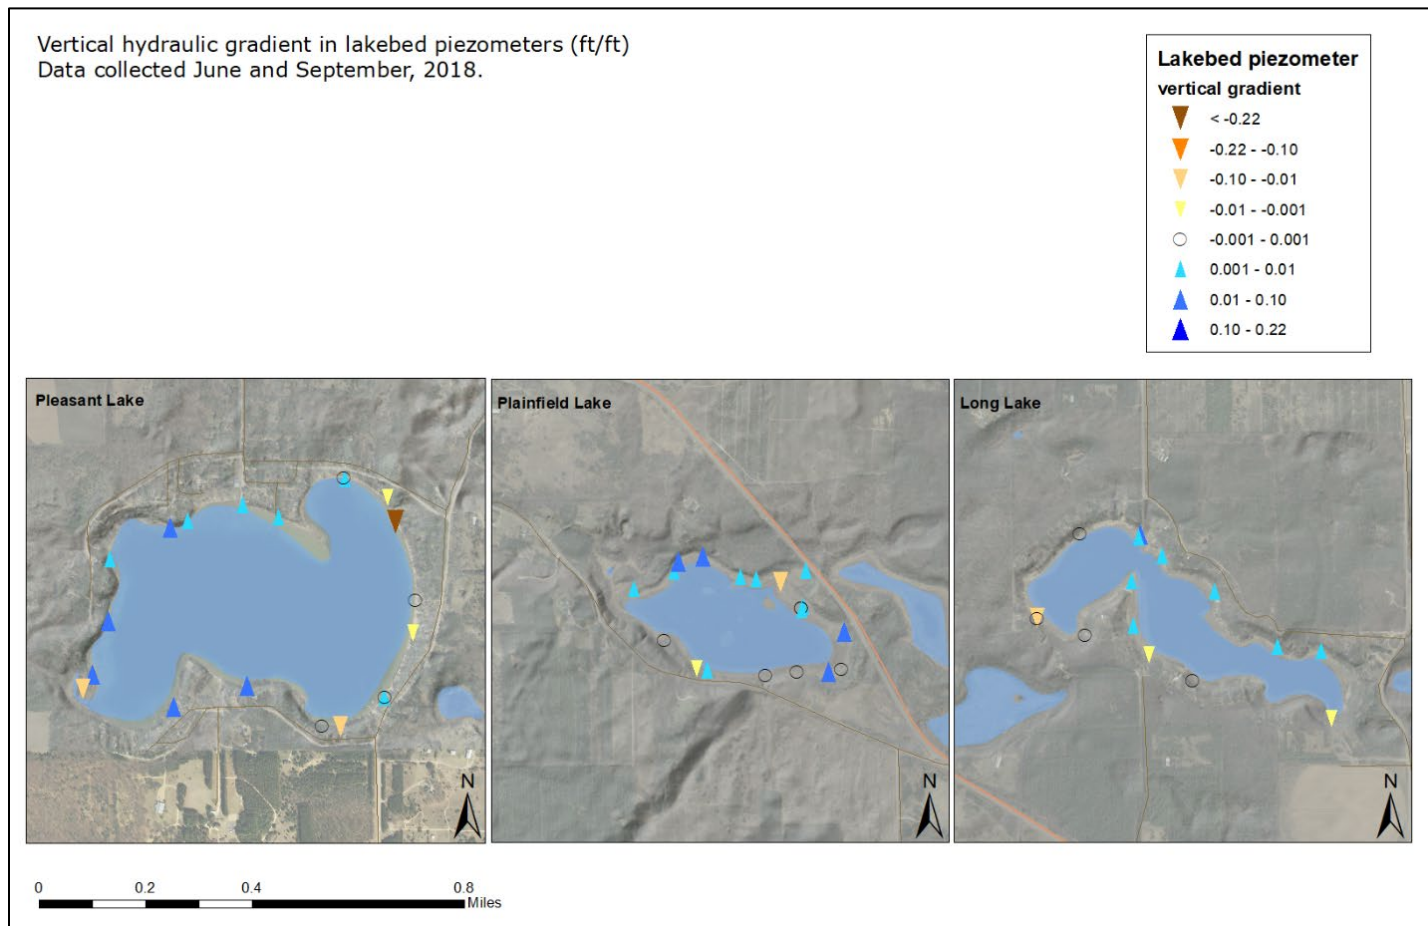 Vertical hydraulic gradient in lakebed piezometers (ft/ft)
Data collected June and September, 2018.
Lakebed piezometer
vertical gradient
< -0.22
-0.22 - -0.10
-0.10 - -0.01
-0.01 - -0.001
-0.001 - 0.001
0.001 - 0.01
0.01 - 0.10
0.10 - 0.22
Pleasant Lake
Plainfield Lake
Long Lake
N
N
N
0 0.2 0.4 0.8
Miles